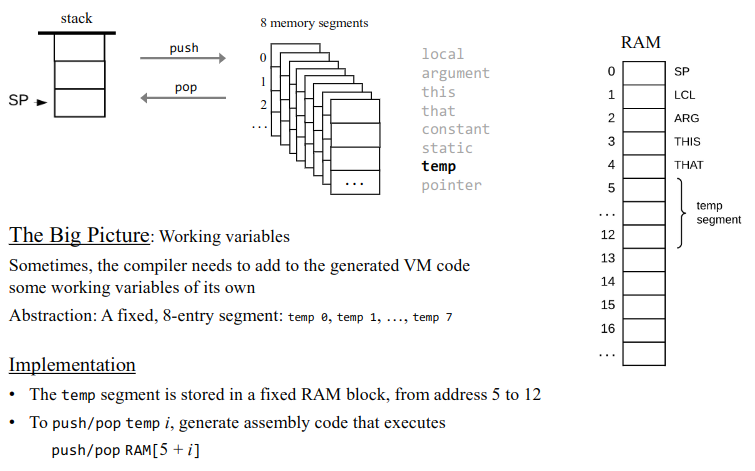 stack
8 memory segments
RAM
push
pop
SP
0
1
2
...
...
local
argument
this
that
constant
static
temp
pointer
0 SP
1 LCL
2 ARG
3 THIS
4 THAT
5
...
12
13
14
15
16
...
temp
segment
The Big Picture: Working variables
Sometimes, the compiler needs to add to the generated VM code
some working variables of its own
Abstraction: A fixed, 8-entry segment: temp 0, temp 1, ..., temp 7
Implementation
• The temp segment is stored in a fixed RAM block, from address 5 to 12
• To push/pop temp i, generate assembly code that executes
push/pop RAM[5 + i]